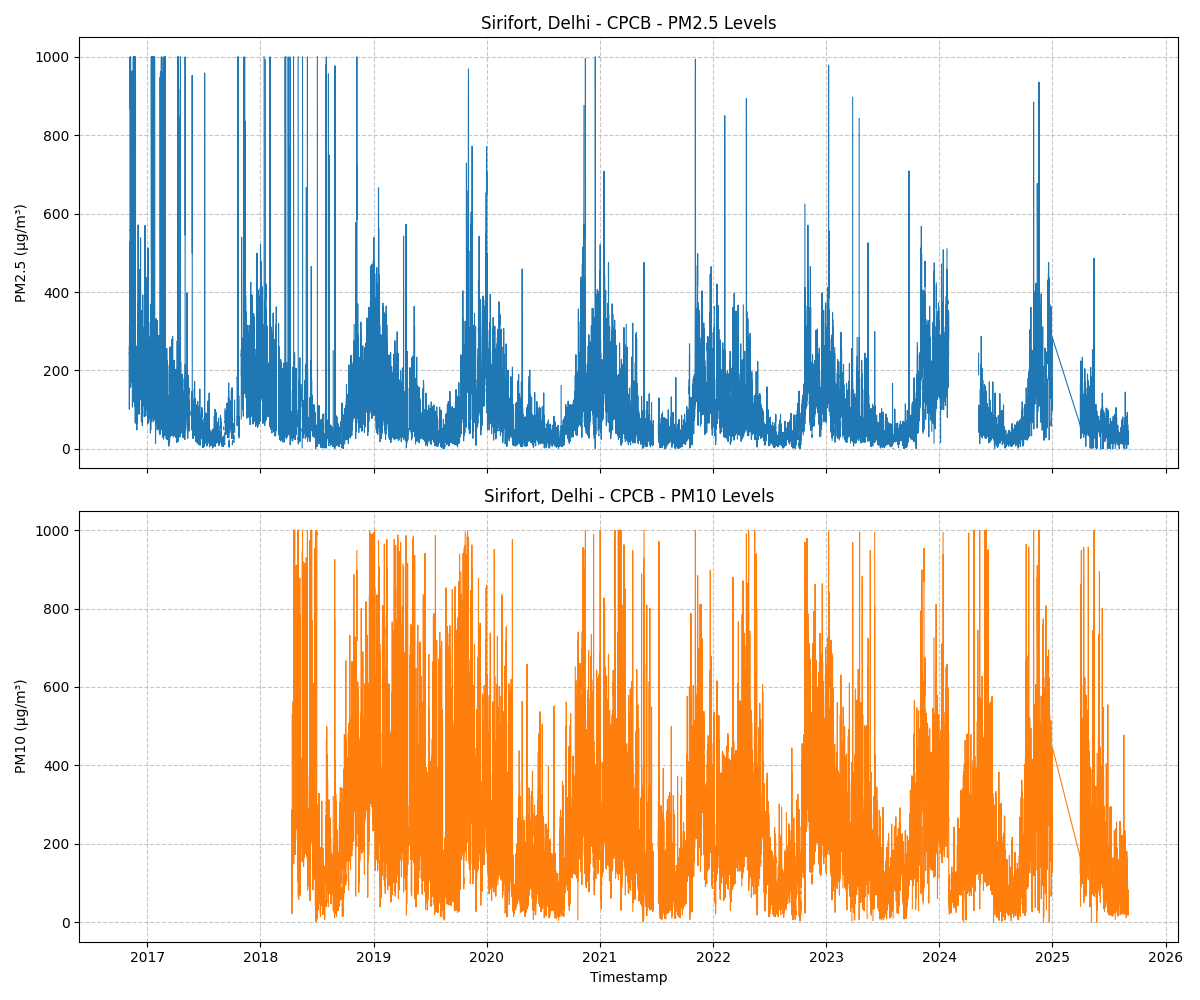 Sirifort, Delhi - CPCB - PM2.5 Levels
PM2.5 (µg/m³)
1000
800
600
400
200
0
Sirifort, Delhi - CPCB - PM10 Levels
PM10 (µg/m³)
1000
800
600
400
200
0
2017 2018 2019 2020 2021 2022 2023 2024 2025 2026
Timestamp